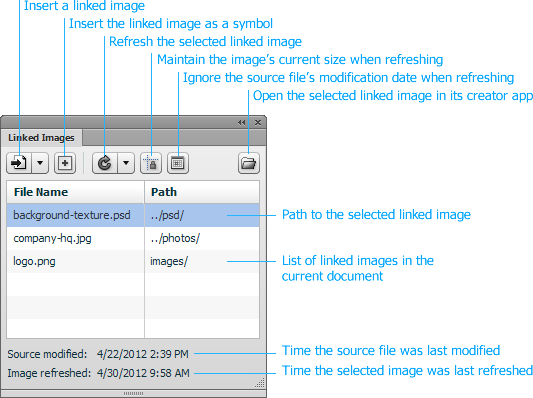 Insert a linked image
Insert the linked image as a symbol
Refresh the selected linked image
Maintain the image's current size when refreshing
Ignore the source file's modification date when refreshing
Open the selected linked image in its creator app
Linked Images
File Name Path
background-texture.psd ../psd/
Path to the selected linked image
company-hq.jpg ../photos/
logo.png images/
List of linked images in the
current document
Source modified: 4/22/2012 2:39 PM
Time the source file was last modified
Image refreshed: 4/30/2012 9:58 AM
Time the selected image was last refreshed